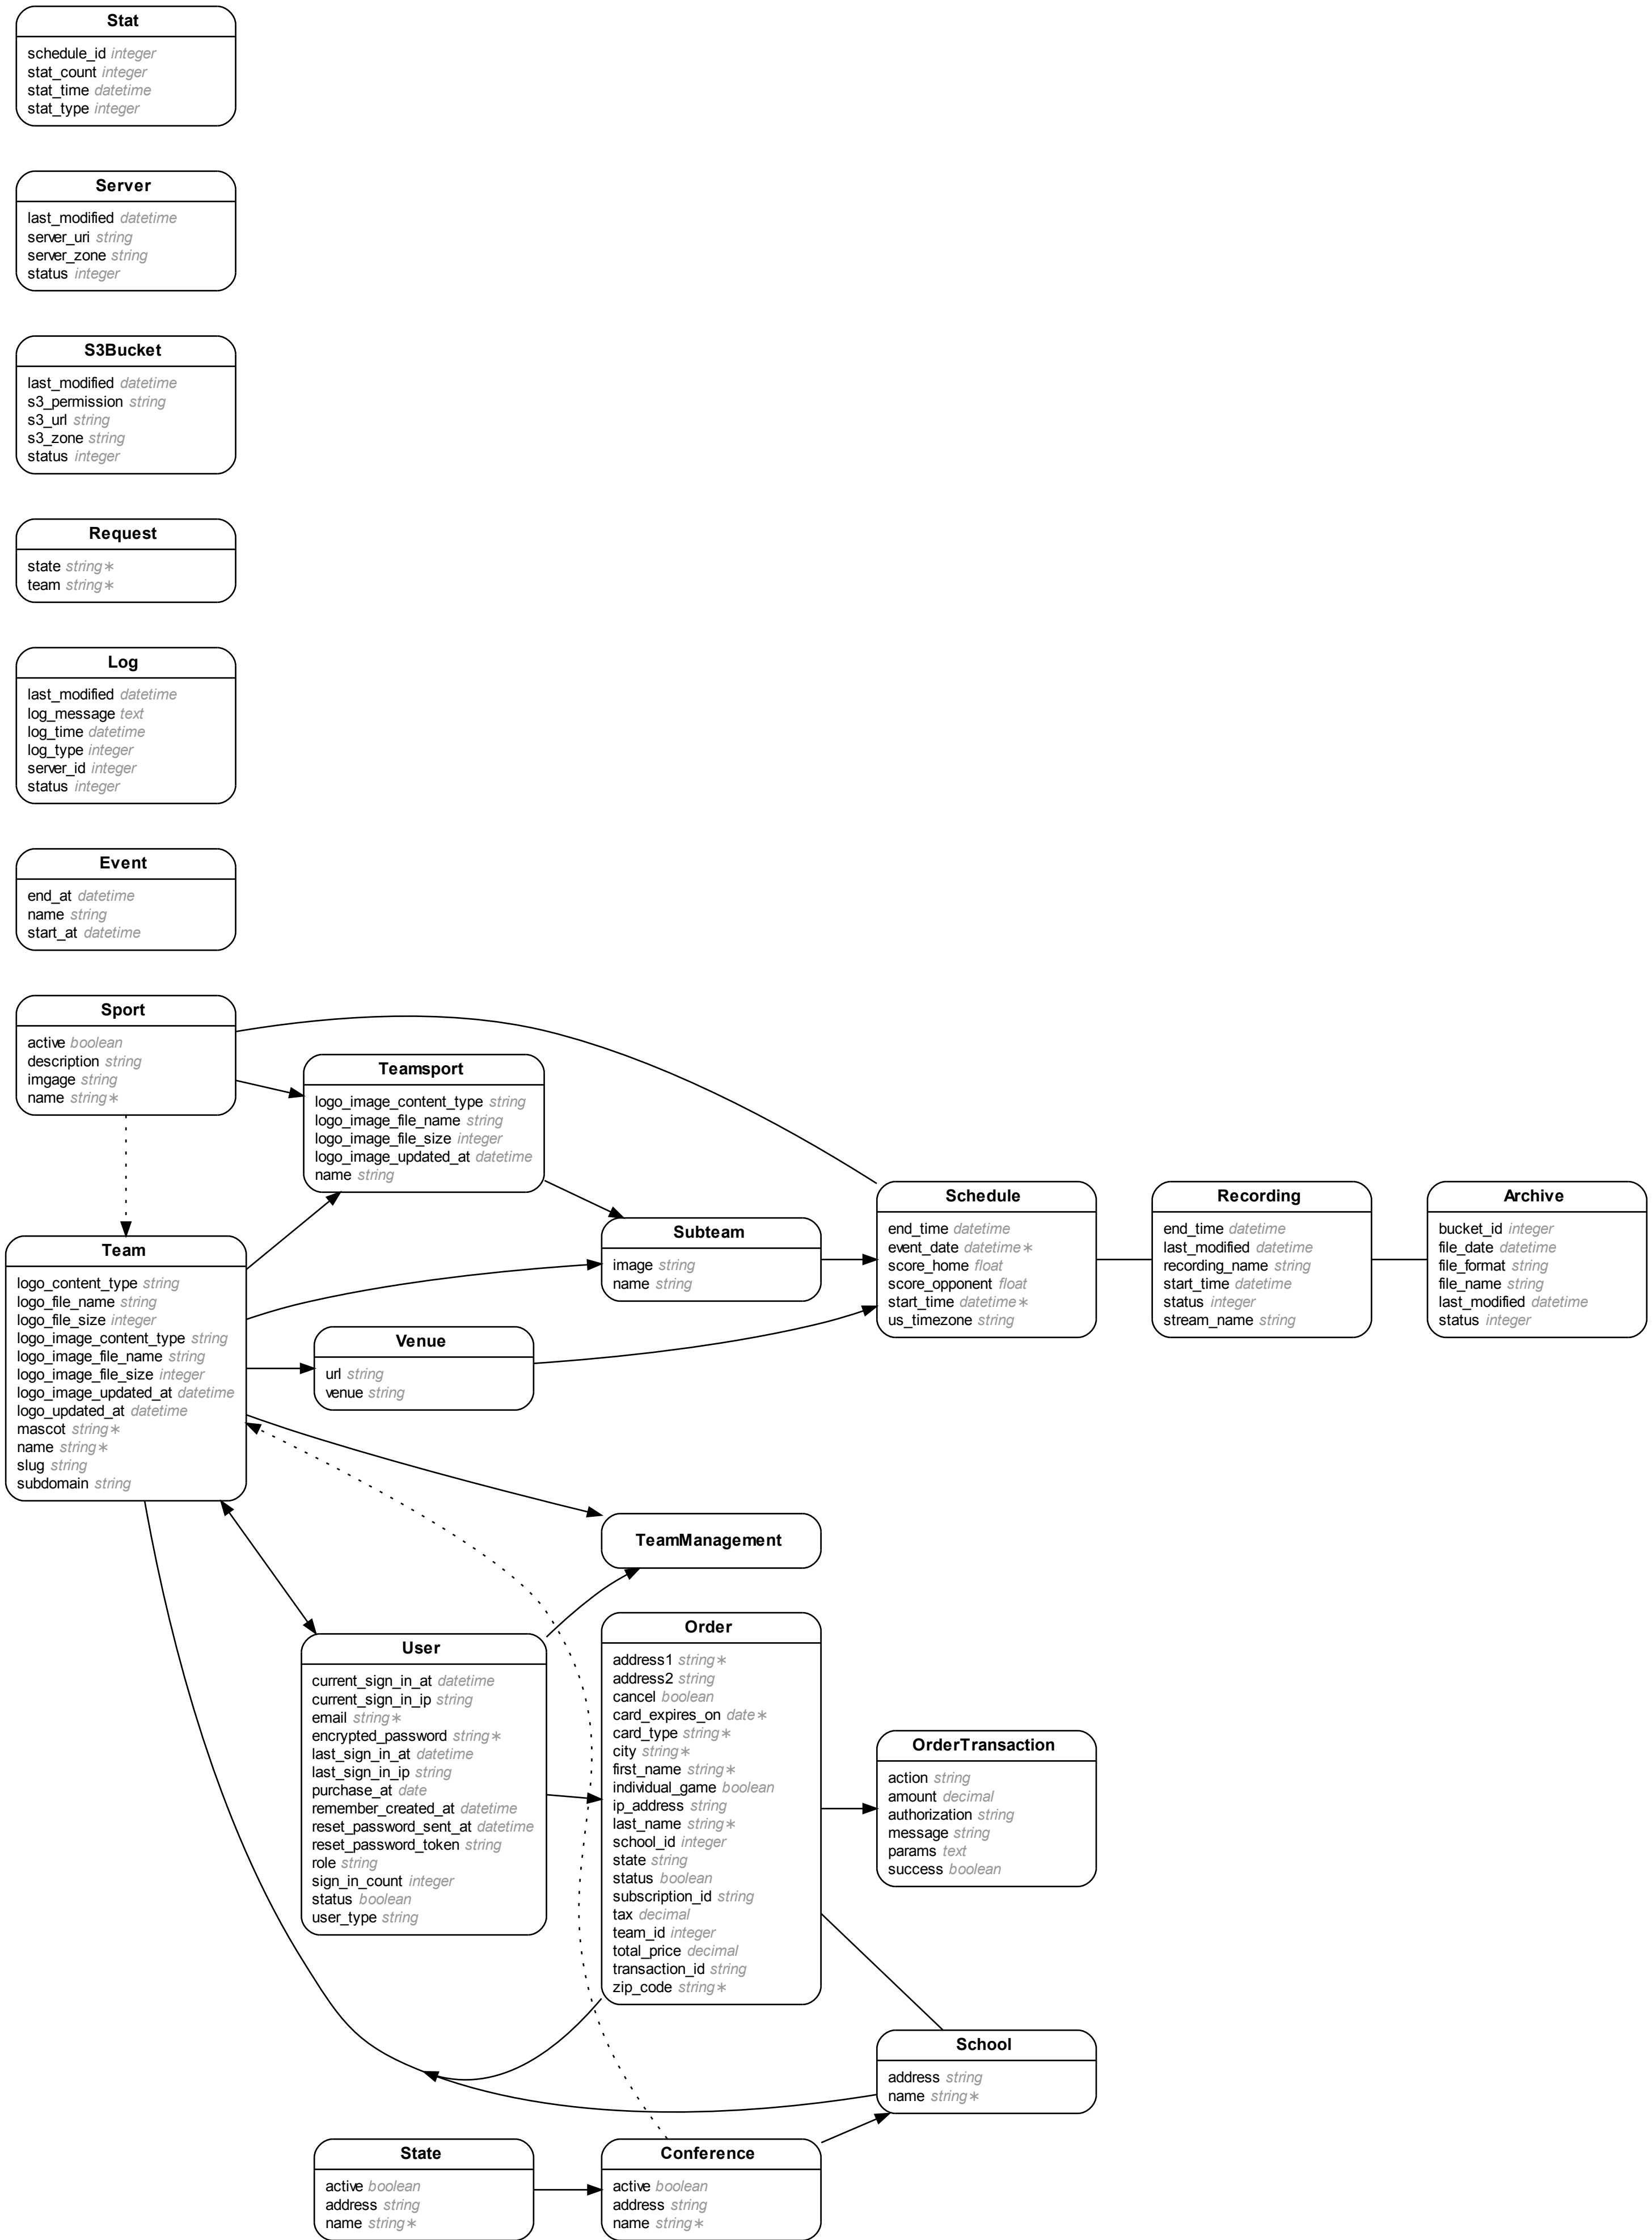 Stat
schedule_id integer
stat_count integer
stat_time datetime
stat_type integer
Server
last_modified datetime
server_uri string
server_zone string
status integer
S3Bucket
last_modified datetime
s3_permission string
s3_url string
s3_zone string
status integer
Request
state string∗
team string∗
Log
last_modified datetime
log_message text
log_time datetime
log_type integer
server_id integer
status integer
Event
end_at datetime
name string
start_at datetime
Sport
active boolean
description string
imgage string
name string∗
Teamsport
logo_image_content_type string
logo_image_file_name string
logo_image_file_size integer
logo_image_updated_at datetime
name string
Schedule
end_time datetime
event_date datetime∗
score_home float
score_opponent float
start_time datetime∗
us_timezone string
Recording
end_time datetime
last_modified datetime
recording_name string
start_time datetime
status integer
stream_name string
Archive
bucket_id integer
file_date datetime
file_format string
file_name string
last_modified datetime
status integer
Subteam
image string
name string
Team
logo_content_type string
logo_file_name string
logo_file_size integer
logo_image_content_type string
logo_image_file_name string
logo_image_file_size integer
logo_image_updated_at datetime
logo_updated_at datetime
mascot string∗
name string∗
slug string
subdomain string
Venue
url string
venue string
TeamManagement
User
current_sign_in_at datetime
current_sign_in_ip string
email string∗
encrypted_password string∗
last_sign_in_at datetime
last_sign_in_ip string
purchase_at date
remember_created_at datetime
reset_password_sent_at datetime
reset_password_token string
role string
sign_in_count integer
status boolean
user_type string
Order
address1 string∗
address2 string
cancel boolean
card_expires_on date∗
card_type string∗
city string∗
first_name string∗
individual_game boolean
ip_address string
last_name string∗
school_id integer
state string
status boolean
subscription_id string
tax decimal
team_id integer
total_price decimal
transaction_id string
zip_code string∗
OrderTransaction
action string
amount decimal
authorization string
message string
params text
success boolean
School
address string
name string∗
State
active boolean
address string
name string∗
Conference
active boolean
address string
name string∗